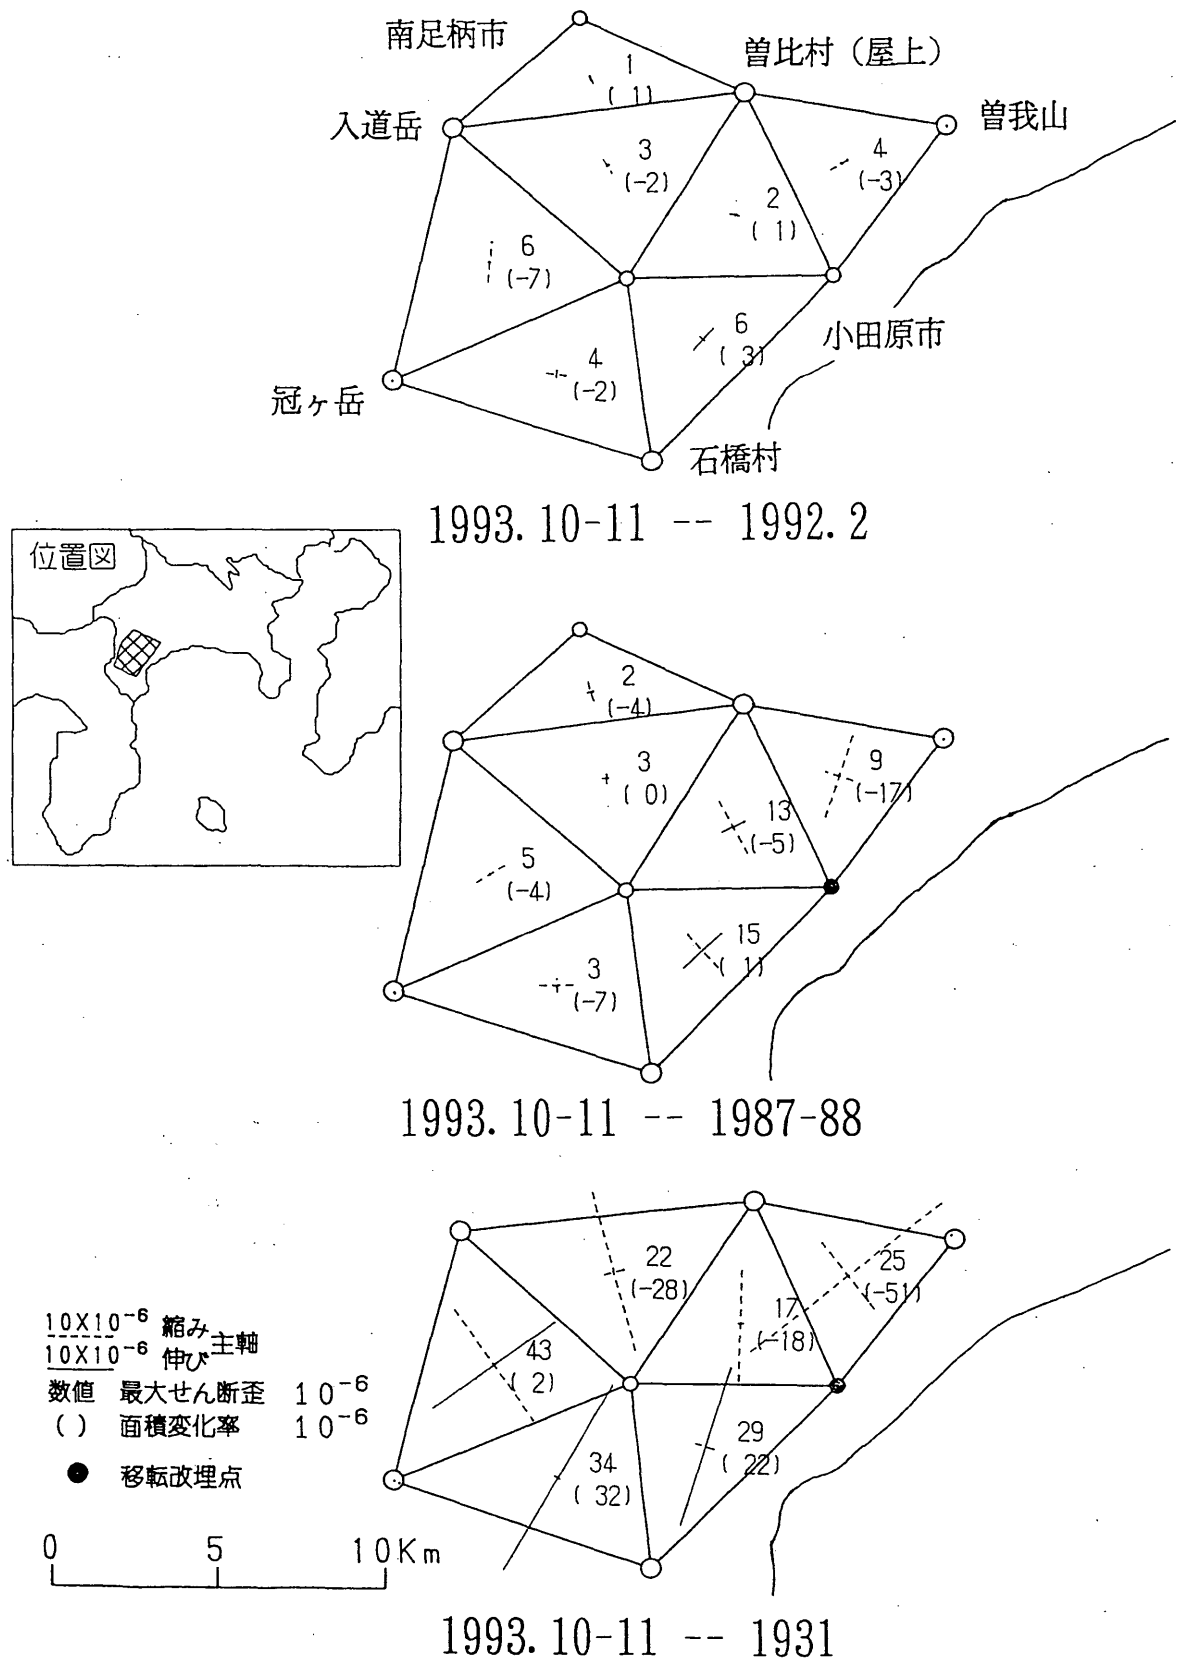 南足柄市
曽比村（屋上）
入道岳
曽我山
1
( 1)
3
(-2)
4
(-3)
2
( 1)
6
(-7)
6
( 3)
小田原市
4
(-2)
冠ヶ岳
石橋村
1993.10-11 -- 1992.2
位置図
2
(-4)
3
( 0)
9
(-17)
13
(-5)
5
(-4)
15
( 1)
3
(-7)
1993.10-11 -- 1987-88
22
(-28)
25
(-51)
17
(-18)
43
( 2)
29
( 22)
34
( 32)
10X10⁻⁶ 縮み
主軸
10X10⁻⁶ 伸び
数値 最大せん断歪 10⁻⁶
( ) 面積変化率 10⁻⁶
● 移転改埋点
0 5 10Km
1993.10-11 -- 1931